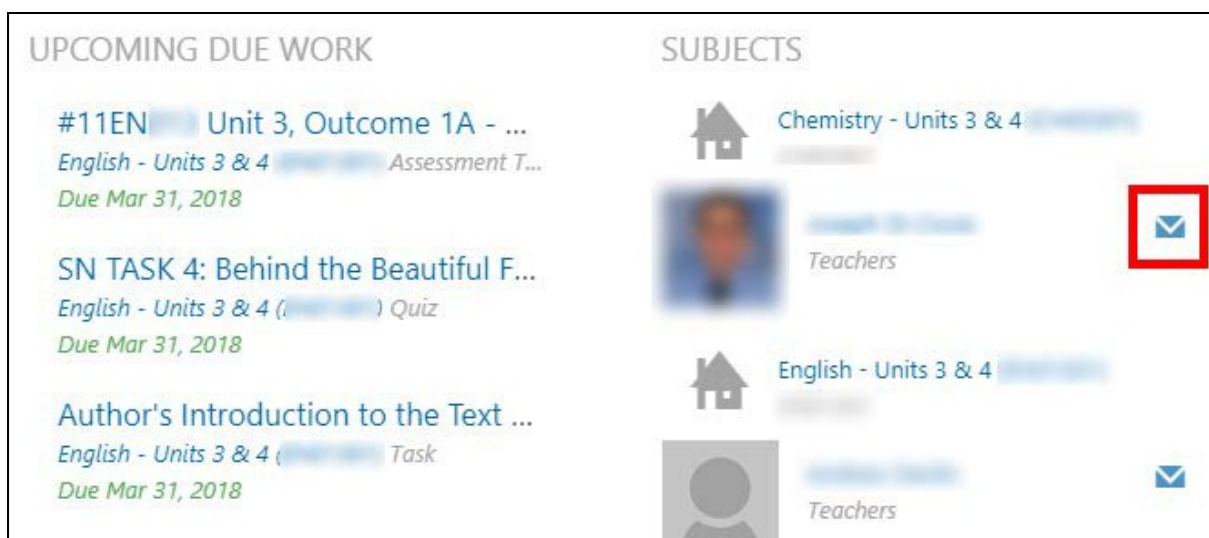 UPCOMING DUE WORK
#11EN Unit 3, Outcome 1A - ...
English - Units 3 & 4 Assessment T...
Due Mar 31, 2018
SN TASK 4: Behind the Beautiful F...
English - Units 3 & 4 ( ) Quiz
Due Mar 31, 2018
Author's Introduction to the Text ...
English - Units 3 & 4 ( Task
Due Mar 31, 2018
SUBJECTS
Chemistry - Units 3 & 4
Teachers
English - Units 3 & 4
Teachers